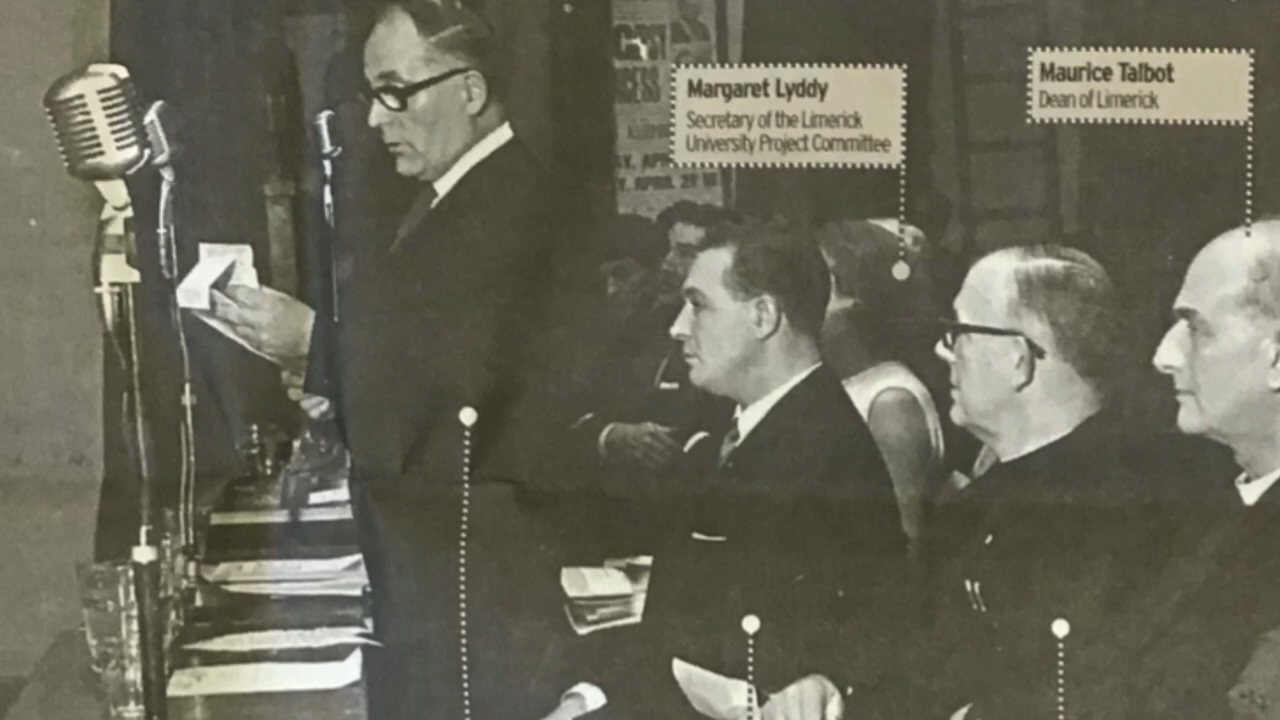 Margaret Lyddy
Secretary of the Limerick
University Project Committee
Maurice Talbot
Dean of Limerick